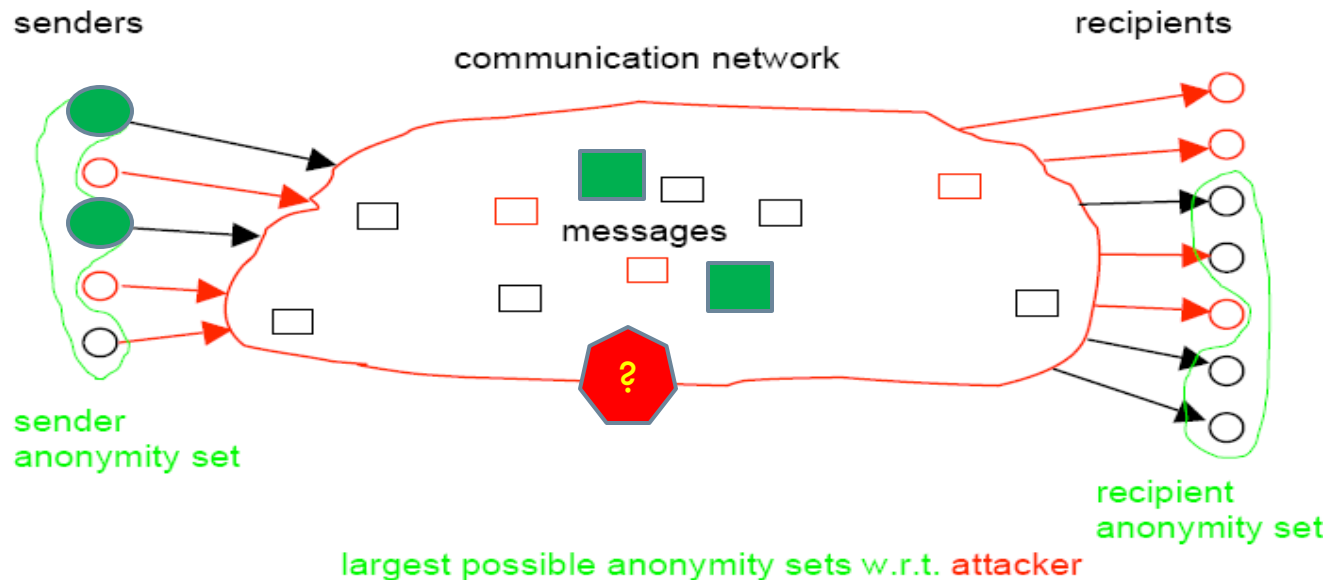 senders
recipients
communication network
messages
?
sender
anonymity set
recipient
anonymity set
largest possible anonymity sets w.r.t. attacker